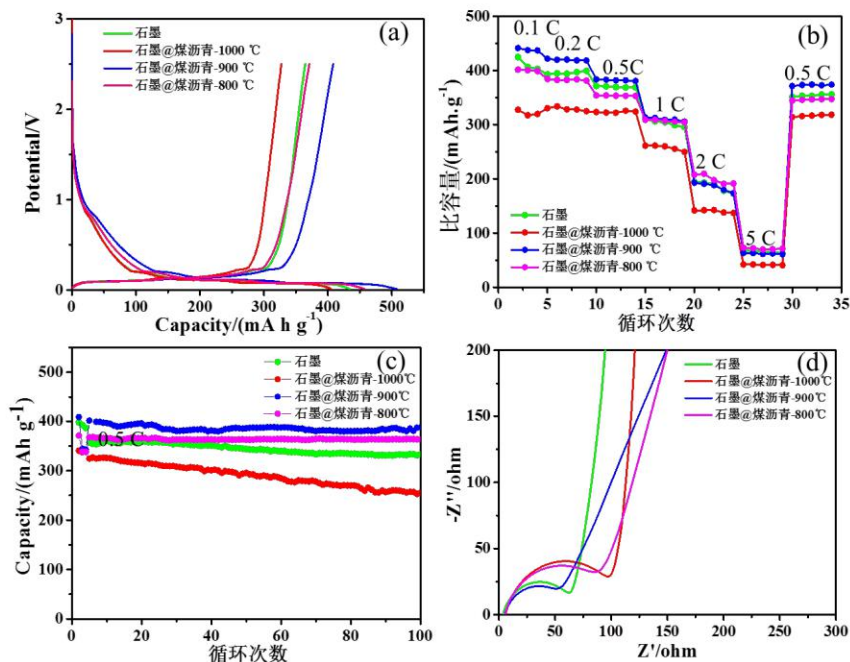 (a)
石墨
石墨@煤沥青-1000 ℃
石墨@煤沥青-900 ℃
石墨@煤沥青-800 ℃
Potential/V
3
2
1
0
0 100 200 300 400 500
Capacity/(mA h g⁻¹)
(b)
0.1 C
0.2 C
0.5C
1 C
2 C
5 C
0.5 C
石墨
石墨@煤沥青-1000 ℃
石墨@煤沥青-900 ℃
石墨@煤沥青-800 ℃
比容量/(mAh.g⁻¹)
500
450
400
350
300
250
200
150
100
50
0
0 5 10 15 20 25 30 35
循环次数
(c)
石墨
石墨@煤沥青-1000℃
石墨@煤沥青-900℃
石墨@煤沥青-800℃
0.5 C
Capacity/(mAh g⁻¹)
500
400
300
200
100
0
0 20 40 60 80 100
循环次数
(d)
石墨
石墨@煤沥青-1000℃
石墨@煤沥青-900℃
石墨@煤沥青-800℃
-Z''/ohm
200
150
100
50
0
0 50 100 150 200 250 300
Z'/ohm